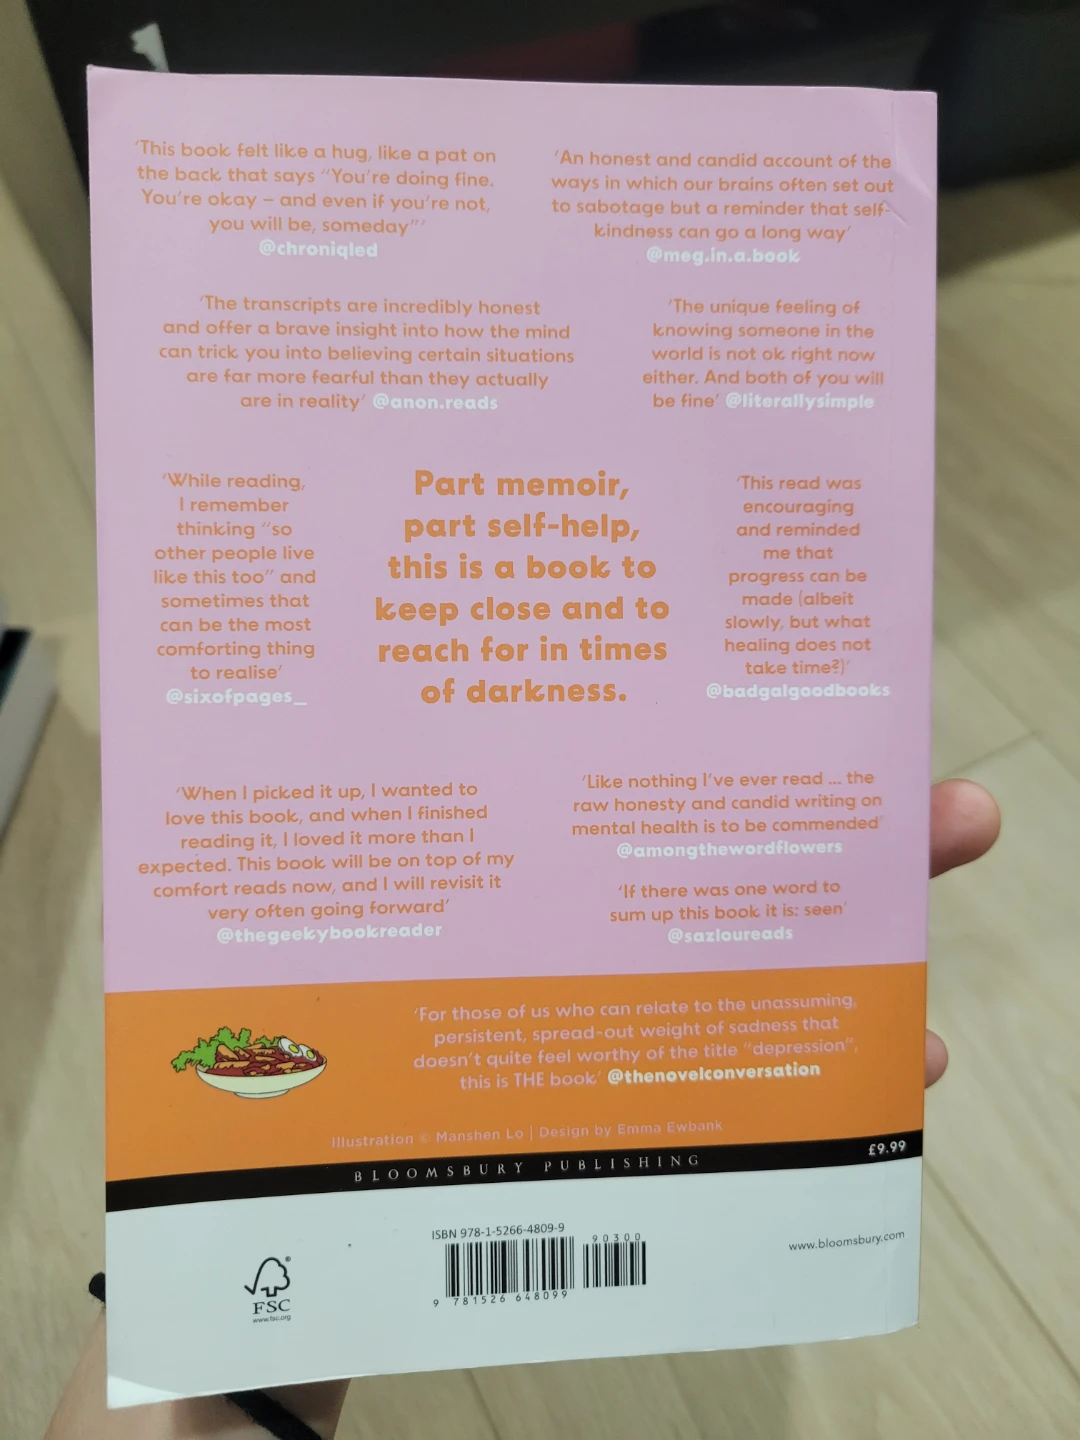 ‘This book felt like a hug, like a pat on
the back that says “You’re doing fine.
You’re okay – and even if you’re not,
you will be, someday”’
@chroniqled
‘An honest and candid account of the
ways in which our brains often set out
to sabotage but a reminder that self-
kindness can go a long way’
@meg.in.a.book
‘The transcripts are incredibly honest
and offer a brave insight into how the mind
can trick you into believing certain situations
are far more fearful than they actually
are in reality’ @anon.reads
‘The unique feeling of
knowing someone in the
world is not ok right now
either. And both of you will
be fine’ @literallysimple
‘While reading,
I remember
thinking “so
other people live
like this too” and
sometimes that
can be the most
comforting thing
to realise’
@sixofpages_
Part memoir,
part self-help,
this is a book to
keep close and to
reach for in times
of darkness.
‘This read was
encouraging
and reminded
me that
progress can be
made (albeit
slowly, but what
healing does not
take time?)’
@badgalgoodbooks
‘When I picked it up, I wanted to
love this book, and when I finished
reading it, I loved it more than I
expected. This book will be on top of my
comfort reads now, and I will revisit it
very often going forward’
@thegeekybookreader
‘Like nothing I’ve ever read ... the
raw honesty and candid writing on
mental health is to be commended’
@amongthewordflowers
‘If there was one word to
sum up this book it is: seen’
@sazloureads
‘For those of us who can relate to the unassuming,
persistent, spread-out weight of sadness that
doesn’t quite feel worthy of the title “depression”,
this is THE book’ @thenovelconversation
Illustration © Manshen Lo | Design by Emma Ewbank
BLOOMSBURY PUBLISHING
£9.99
ISBN 978-1-5266-4809-9
90300
9 781526 648099
www.bloomsbury.com
FSC
www.fsc.org